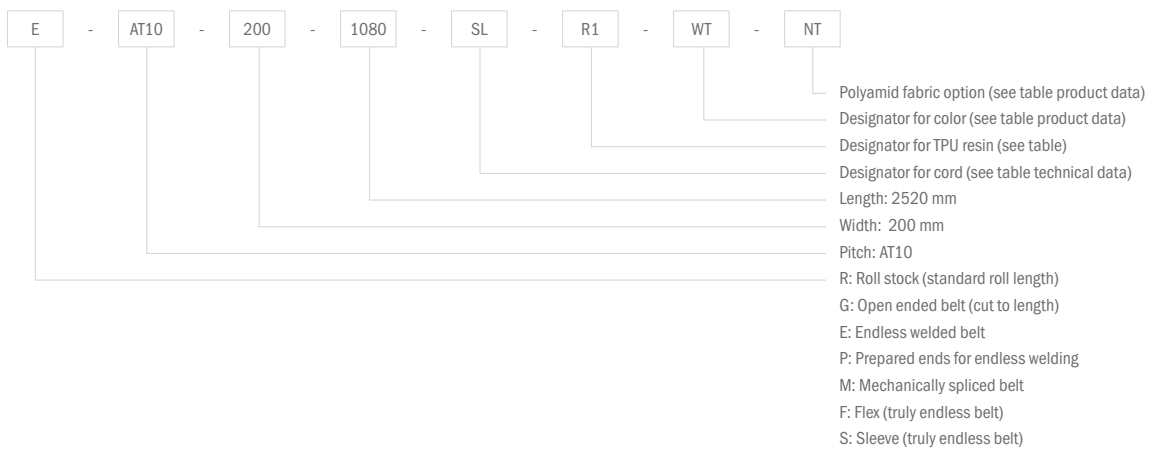 E - AT10 - 200 - 1080 - SL - R1 - WT - NT
Polyamid fabric option (see table product data)
Designator for color (see table product data)
Designator for TPU resin (see table)
Designator for cord (see table technical data)
Length: 2520 mm
Width: 200 mm
Pitch: AT10
R: Roll stock (standard roll length)
G: Open ended belt (cut to length)
E: Endless welded belt
P: Prepared ends for endless welding
M: Mechanically spliced belt
F: Flex (truly endless belt)
S: Sleeve (truly endless belt)